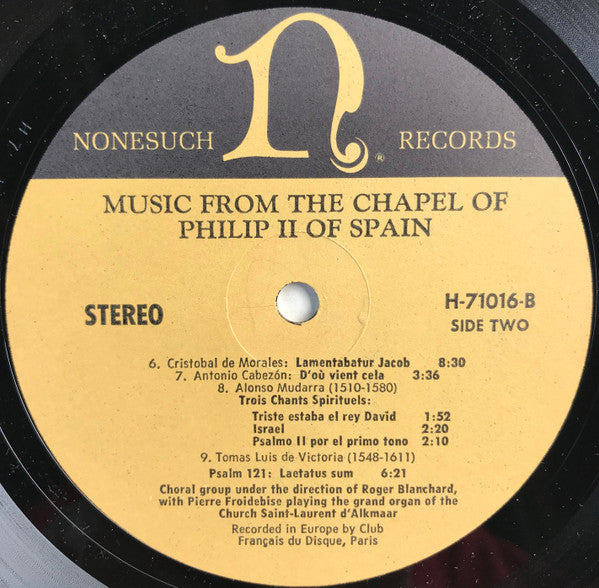 n
®
NONESUCH RECORDS
MUSIC FROM THE CHAPEL OF
PHILIP II OF SPAIN
STEREO
H-71016-B
SIDE TWO
6. Cristobal de Morales: Lamentabatur Jacob 8:30
7. Antonio Cabezón: D'où vient cela 3:36
8. Alonso Mudarra (1510-1580)
Trois Chants Spirituels:
Triste estaba el rey David 1:52
Israel 2:20
Psalmo II por el primo tono 2:10
9. Tomas Luis de Victoria (1548-1611)
Psalm 121: Laetatus sum 6:21
Choral group under the direction of Roger Blanchard,
with Pierre Froidebise playing the grand organ of the
Church Saint-Laurent d'Alkmaar
Recorded in Europe by Club
Français du Disque, Paris